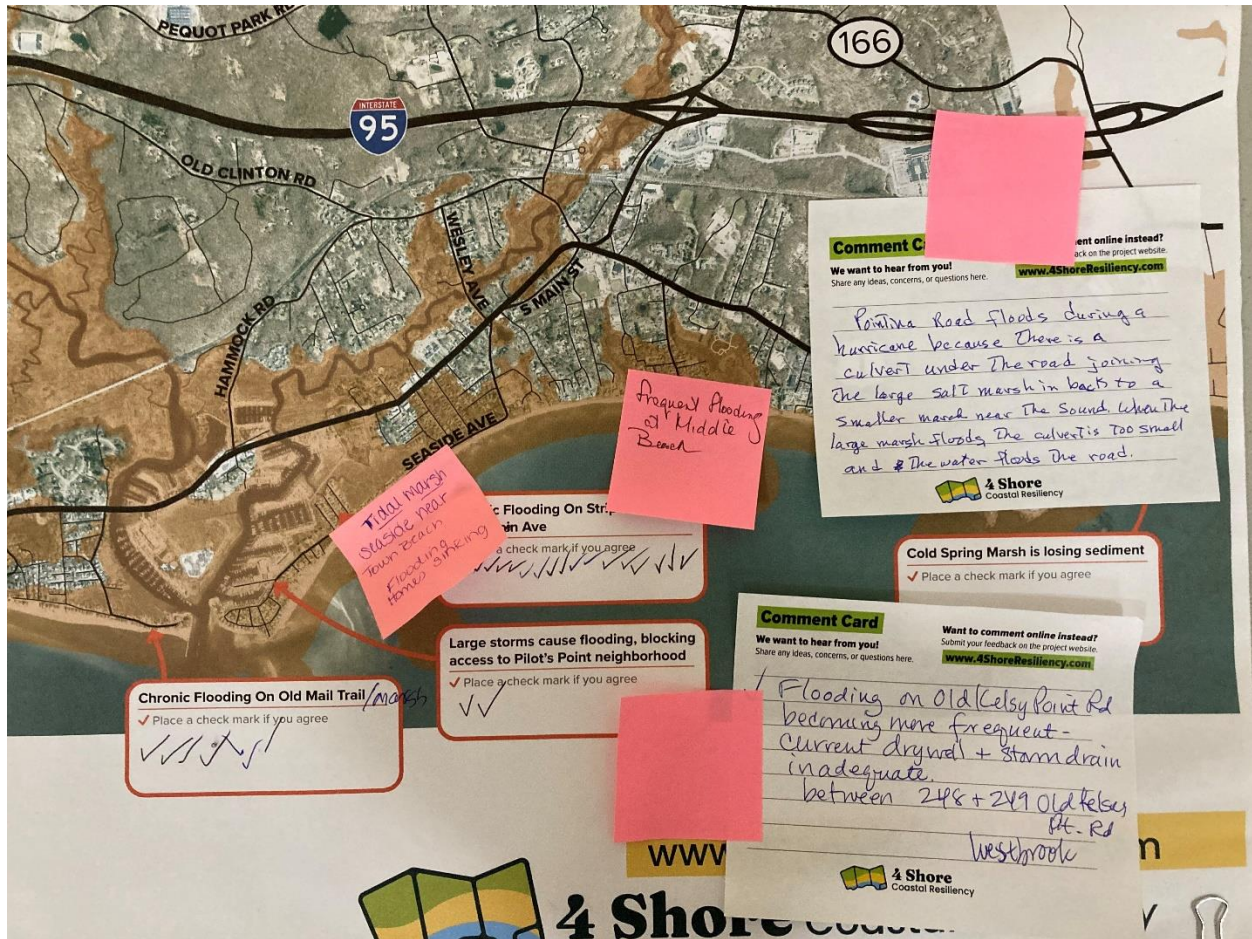 PEQUOT PARK RD
166
INTERSTATE
95
OLD CLINTON RD
WESLEY AVE
S MAIN ST
HAMMOCK RD
SEASIDE AVE
Comment
ent online instead?
ack on the project website.
We want to hear from you!
Share any ideas, concerns, or questions here.
www.4ShoreResiliency.com
Pointina Road floods during a
hurricane because there is a
culvert under the road joining
the large salt marsh in back to a
smaller marsh near the Sound. When the
large marsh floods, the culvert is too small
and the water floods the road.
4 Shore
Coastal Resiliency
frequent flooding
at Middle
Beach
Tidal Marsh
seaside near
Town Beach
Flooding
Homes sinking
Flooding On
Ave
a check mark if you agree
Cold Spring Marsh is losing sediment
Place a check mark if you agree
Large storms cause flooding, blocking
access to Pilot's Point neighborhood
Place a check mark if you agree
Chronic Flooding On Old Mail Trail /marsh
Place a check mark if you agree
Comment Card
We want to hear from you!
Share any ideas, concerns, or questions here.
Want to comment online instead?
Submit your feedback on the project website.
www.4ShoreResiliency.com
Flooding on Old Kelsy Point Rd
becoming more frequent-
Current drywell + storm drain
inadequate.
between 248 + 249 Old Kelsey
Pt. Rd
Westbrook
4 Shore
Coastal Resiliency
www
m
4 Shore